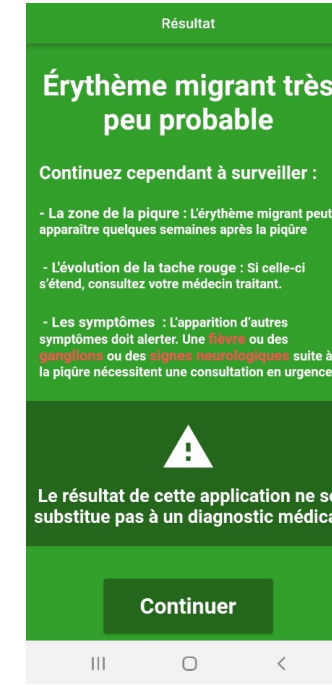 Résultat
Érythème migrant très
peu probable
Continuez cependant à surveiller :
- La zone de la piqure : L'érythème migrant peut
apparaître quelques semaines après la piqûre
- L'évolution de la tache rouge : Si celle-ci
s'étend, consultez votre médecin traitant.
- Les symptômes : L'apparition d'autres
symptômes doit alerter. Une fièvre ou des
ganglions ou des signes neurologiques suite à
la piqûre nécessitent une consultation en urgence
Le résultat de cette application ne se
substitue pas à un diagnostic médica
Continuer